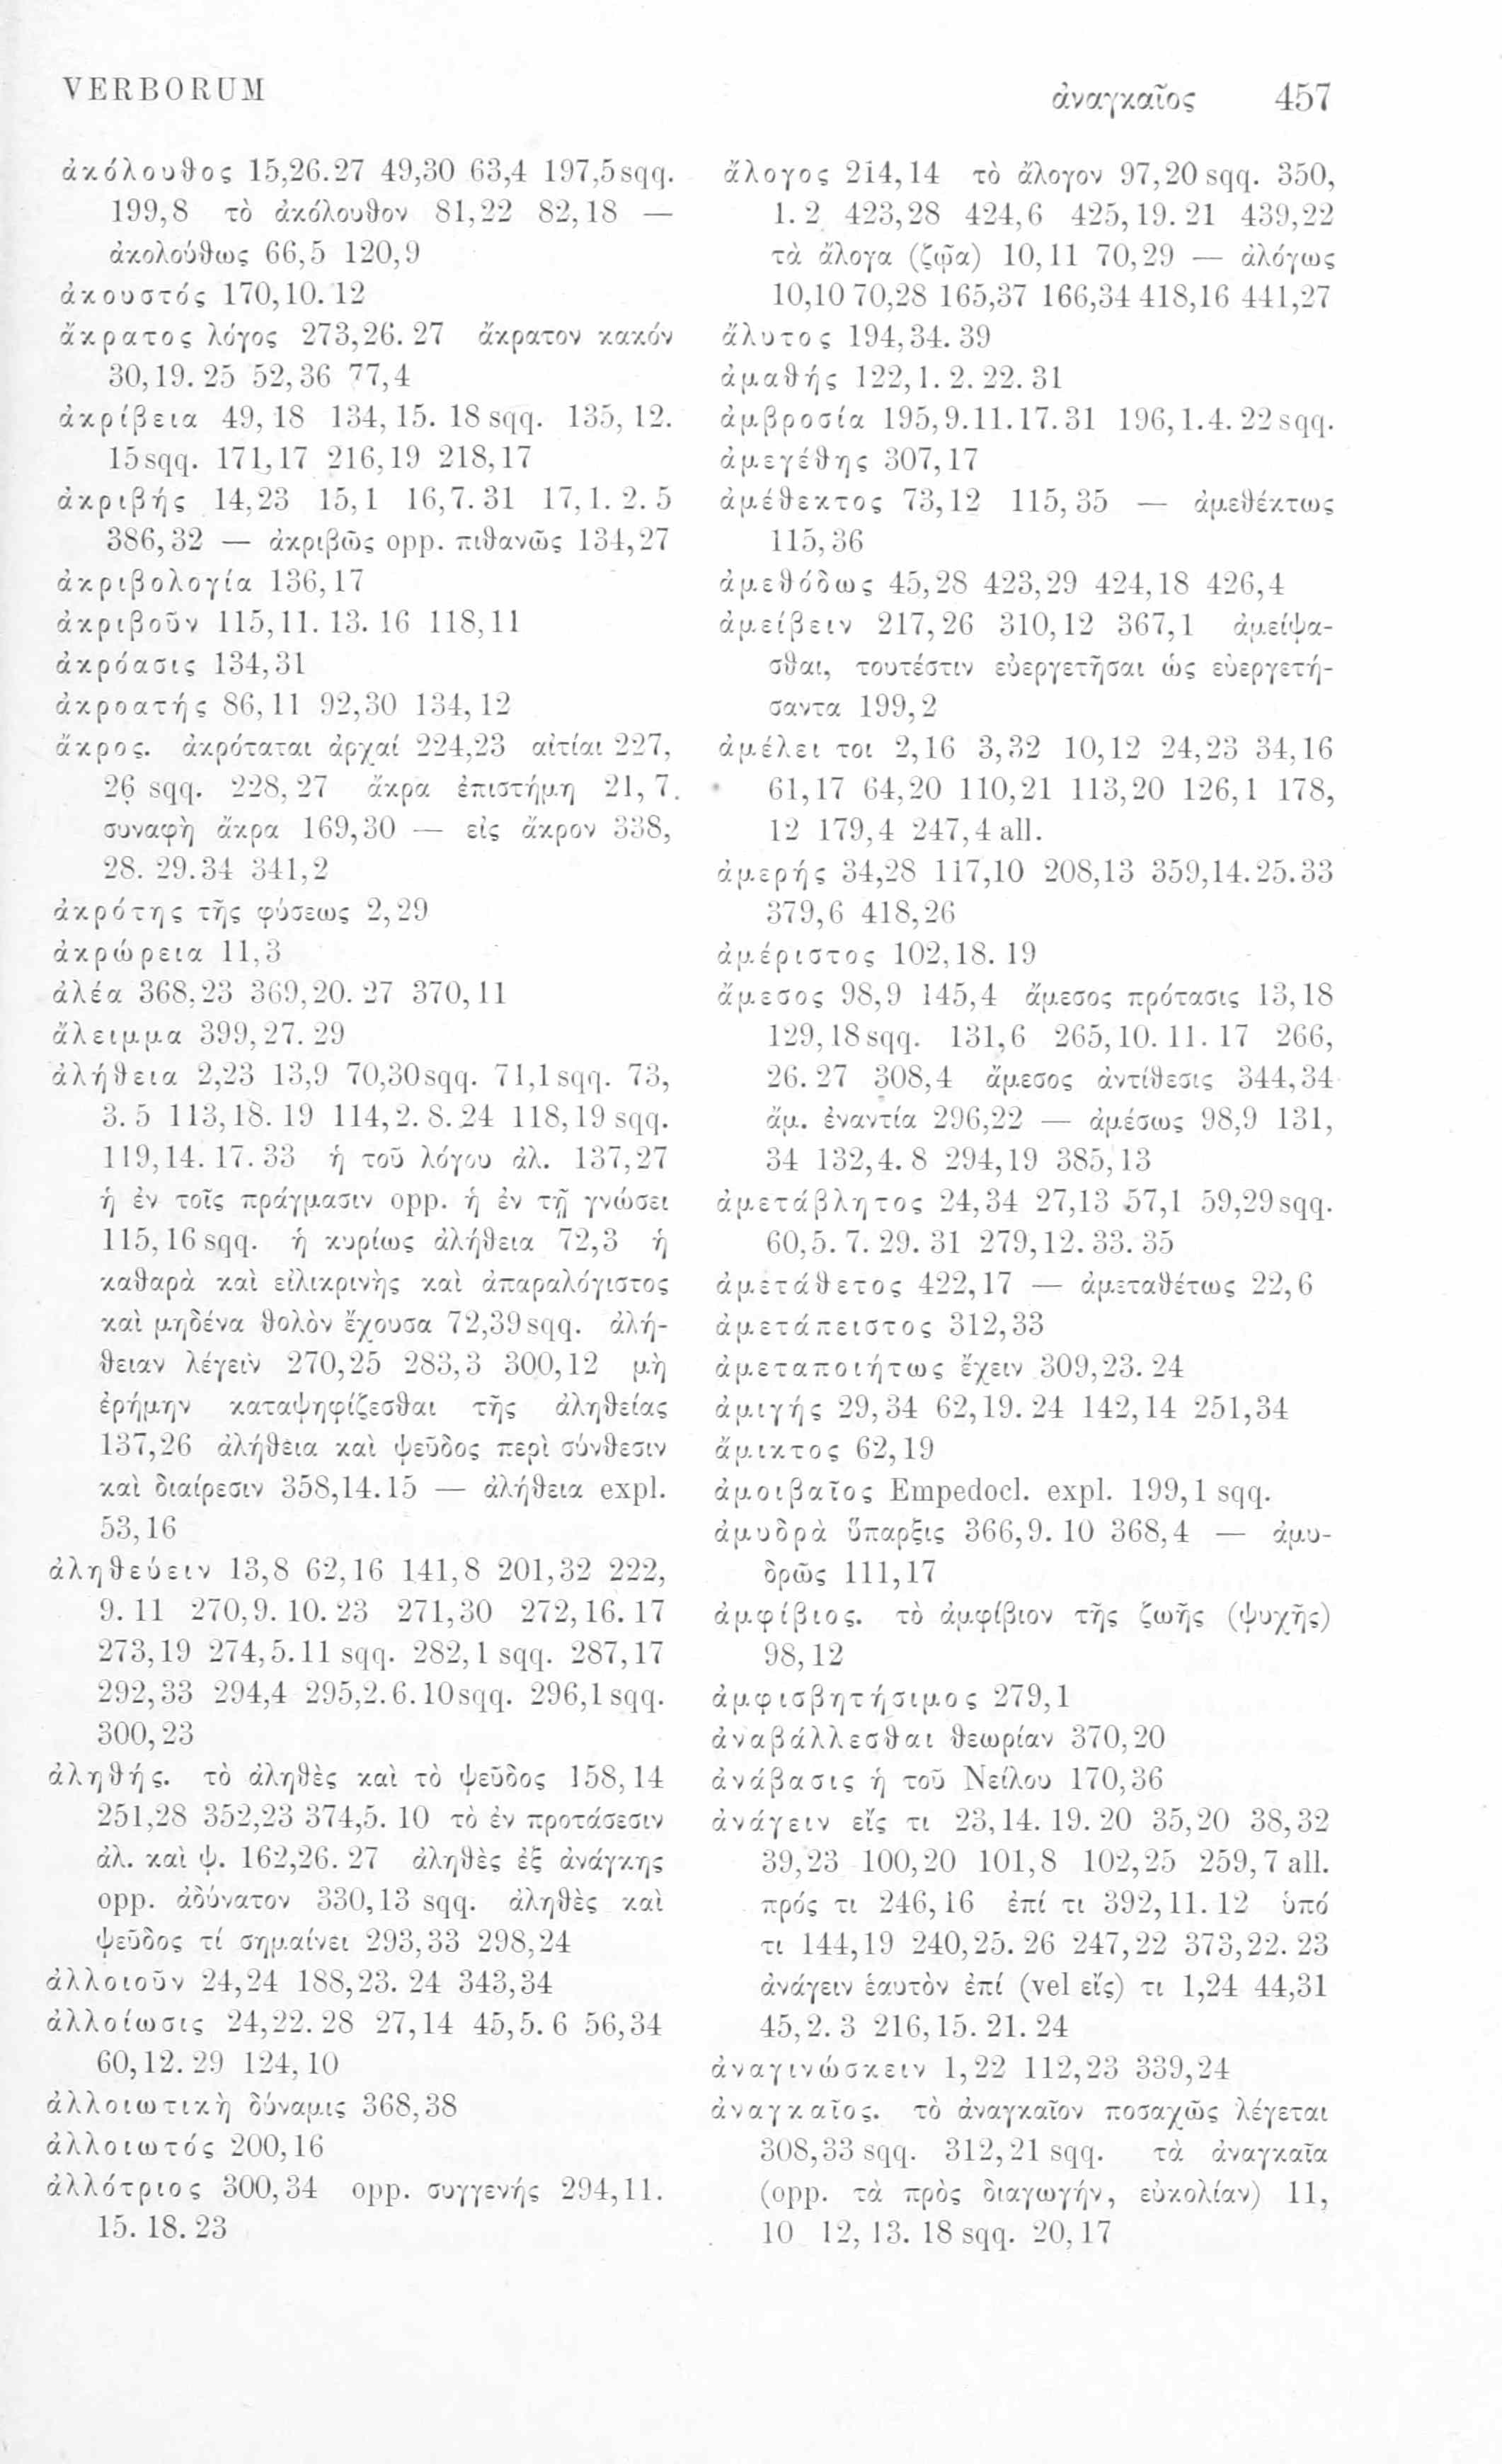 VERBORUM ἀναγκαῖος 457
ἀκόλουθος 15,26.27 49,30 63,4 197,5 sqq.
199,8 τὸ ἀκόλουθον 81,22 82,18 —
ἀκολούθως 66,5 120,9
ἀκουστός 170,10. 12
ἄκρατος λόγος 273,26. 27 ἄκρατον κακόν
30,19. 25 52,36 77,4
ἀκρίβεια 49,18 134,15. 18 sqq. 135,12.
15 sqq. 171,17 216,19 218,17
ἀκριβής 14,23 15,1 16,7. 31 17,1. 2. 5
386,32 — ἀκριβῶς opp. πιθανῶς 134,27
ἀκριβολογία 136,17
ἀκριβοῦν 115,11. 13. 16 118,11
ἀκρόασις 134,31
ἀκροατής 86,11 92,30 134,12
ἄκρος. ἀκρόταται ἀρχαί 224,23 αἰτίαι 227,
26 sqq. 228,27 ἄκρα ἐπιστήμη 21,7.
συναφὴ ἄκρα 169,30 — εἰς ἄκρον 338,
28. 29. 34 341,2
ἀκρότης τῆς φύσεως 2,29
ἀκρώρεια 11,3
ἀλέα 368,23 369,20. 27 370,11
ἄλειμμα 399,27. 29
ἀλήθεια 2,23 13,9 70,30 sqq. 71,1 sqq. 73,
3. 5 113,18. 19 114,2. 8. 24 118,19 sqq.
119,14. 17. 33 ἡ τοῦ λόγου ἀλ. 137,27
ἡ ἐν τοῖς πράγμασιν opp. ἡ ἐν τῇ γνώσει
115,16 sqq. ἡ κυρίως ἀλήθεια 72,3 ἡ
καθαρὰ καὶ εἰλικρινὴς καὶ ἀπαραλόγιστος
καὶ μηδένα θολὸν ἔχουσα 72,39 sqq. ἀλή-
θειαν λέγειν 270,25 283,3 300,12 μὴ
ἐρήμην καταψηφίζεσθαι τῆς ἀληθείας
137,26 ἀλήθεια καὶ ψεῦδος περὶ σύνθεσιν
καὶ διαίρεσιν 358,14. 15 — ἀλήθεια expl.
53,16
ἀληθεύειν 13,8 62,16 141,8 201,32 222,
9. 11 270,9. 10. 23 271,30 272,16. 17
273,19 274,5. 11 sqq. 282,1 sqq. 287,17
292,33 294,4 295,2. 6. 10 sqq. 296,1 sqq.
300,23
ἀληθής. τὸ ἀληθὲς καὶ τὸ ψεῦδος 158,14
251,28 352,23 374,5. 10 τὸ ἐν προτάσεσιν
ἀλ. καὶ ψ. 162,26. 27 ἀληθὲς ἐξ ἀνάγκης
opp. ἀδύνατον 330,13 sqq. ἀληθὲς καὶ
ψεῦδος τί σημαίνει 293,33 298,24
ἀλλοιοῦν 24,24 188,23. 24 343,34
ἀλλοίωσις 24,22. 28 27,14 45,5. 6 56,34
60,12. 29 124,10
ἀλλοιωτικὴ δύναμις 368,38
ἀλλοιωτός 200,16
ἀλλότριος 300,34 opp. συγγενής 294,11.
15. 18. 23
ἄλογος 214,14 τὸ ἄλογον 97,20 sqq. 350,
1. 2 423,28 424,6 425,19. 21 439,22
τὰ ἄλογα (ζῷα) 10,11 70,29 — ἀλόγως
10,10 70,28 165,37 166,34 418,16 441,27
ἄλυτος 194,34. 39
ἀμαθής 122,1. 2. 22. 31
ἀμβροσία 195,9. 11. 17. 31 196,1. 4. 22 sqq.
ἀμεγέθης 307,17
ἀμέθεκτος 73,12 115,35 — ἀμεθέκτως
115,36
ἀμεθόδως 45,28 423,29 424,18 426,4
ἀμείβειν 217,26 310,12 367,1 ἀμείψα-
σθαι, τουτέστιν εὐεργετῆσαι ὡς εὐεργετή-
σαντα 199,2
ἀμέλει τοι 2,16 3,32 10,12 24,23 34,16
61,17 64,20 110,21 113,20 126,1 178,
12 179,4 247,4 all.
ἀμερής 34,28 117,10 208,13 359,14. 25. 33
379,6 418,26
ἀμέριστος 102,18. 19
ἄμεσος 98,9 145,4 ἄμεσος πρότασις 13,18
129,18 sqq. 131,6 265,10. 11. 17 266,
26. 27 308,4 ἄμεσος ἀντίθεσις 344,34
ἄμ. ἐναντία 296,22 — ἀμέσως 98,9 131,
34 132,4. 8 294,19 385,13
ἀμετάβλητος 24,34 27,13 57,1 59,29 sqq.
60,5. 7. 29. 31 279,12. 33. 35
ἀμετάθετος 422,17 — ἀμεταθέτως 22,6
ἀμετάπειστος 312,33
ἀμεταποιήτως ἔχειν 309,23. 24
ἀμιγής 29,34 62,19. 24 142,14 251,34
ἄμικτος 62,19
ἀμοιβαῖος Empedocl. expl. 199,1 sqq.
ἀμυδρὰ ὕπαρξις 366,9. 10 368,4 — ἀμυ-
δρῶς 111,17
ἀμφίβιος. τὸ ἀμφίβιον τῆς ζωῆς (ψυχῆς)
98,12
ἀμφισβητήσιμος 279,1
ἀναβάλλεσθαι θεωρίαν 370,20
ἀνάβασις ἡ τοῦ Νείλου 170,36
ἀνάγειν εἴς τι 23,14. 19. 20 35,20 38,32
39,23 100,20 101,8 102,25 259,7 all.
πρός τι 246,16 ἐπί τι 392,11. 12 ὑπό
τι 144,19 240,25. 26 247,22 373,22. 23
ἀνάγειν ἑαυτὸν ἐπί (vel εἴς) τι 1,24 44,31
45,2. 3 216,15. 21. 24
ἀναγινώσκειν 1,22 112,23 339,24
ἀναγκαῖος. τὸ ἀναγκαῖον ποσαχῶς λέγεται
308,33 sqq. 312,21 sqq. τὰ ἀναγκαῖα
(opp. τὰ πρὸς διαγωγήν, εὐκολίαν) 11,
10 12,13. 18 sqq. 20,17